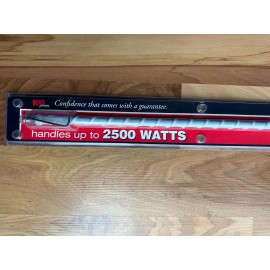 Confidence that comes with a guarantee.
handles up to 2500 WATTS